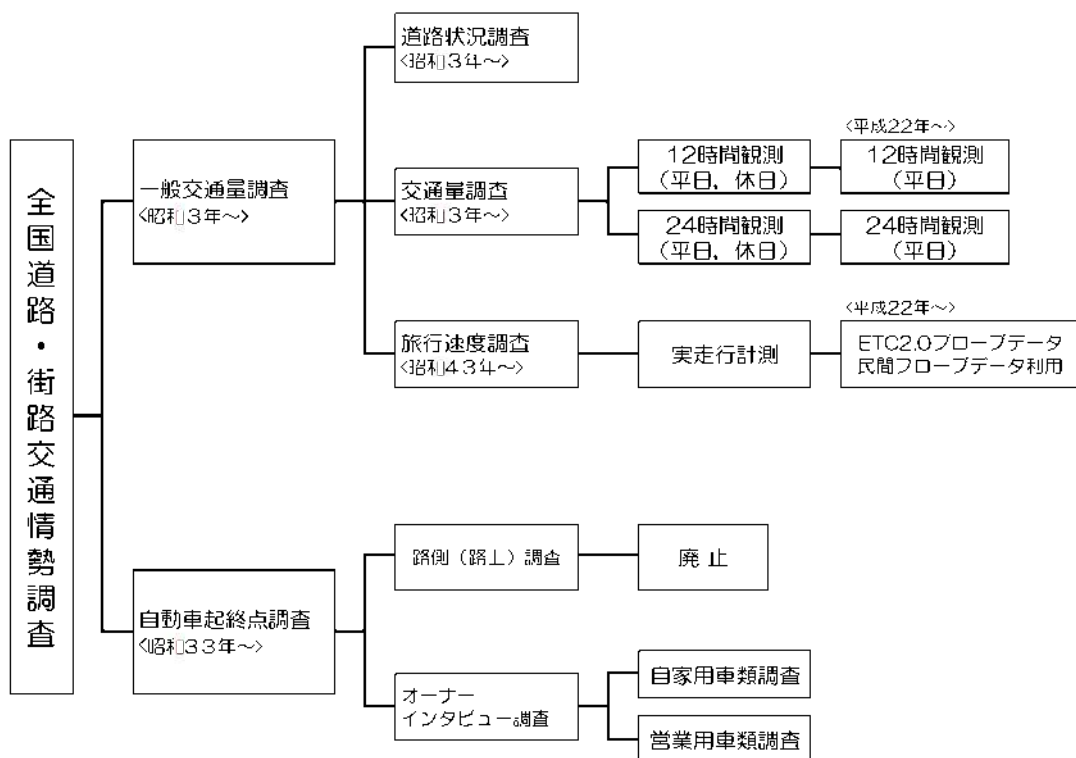 全国道路・街路交通情勢調査
一般交通量調査
<昭和3年~>
道路状況調査
<昭和3年~>
交通量調査
<昭和3年~>
12時間観測
(平日，休日)
<平成22年~>
12時間観測
(平日)
24時間観測
(平日，休日)
24時間観測
(平日)
旅行速度調査
<昭和43年~>
実走行計測
<平成22年~>
ETC2.0プローブデータ
民間プローブデータ利用
自動車起終点調査
<昭和33年~>
路側（路上）調査
廃止
オーナー
インタビュー調査
自家用車類調査
営業用車類調査